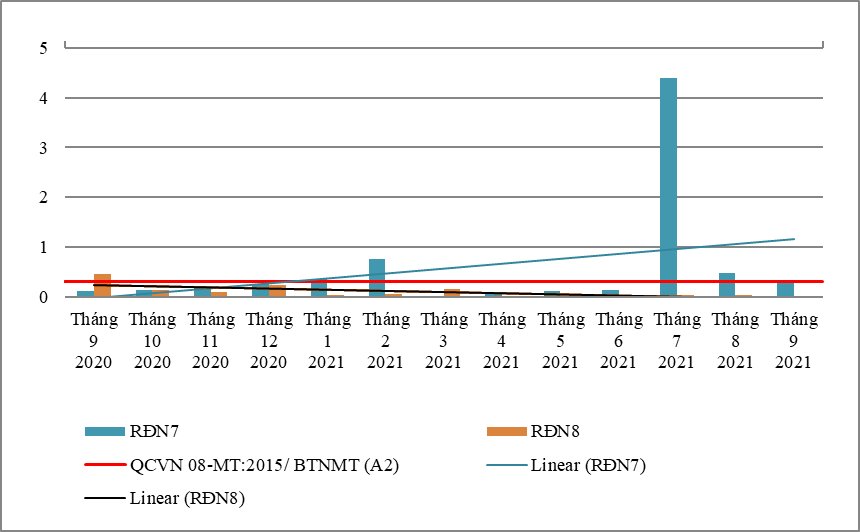 5
4
3
2
1
0
Tháng Tháng Tháng Tháng Tháng Tháng Tháng Tháng Tháng Tháng Tháng Tháng Tháng
9 10 11 12 1 2 3 4 5 6 7 8 9
2020 2020 2020 2020 2021 2021 2021 2021 2021 2021 2021 2021 2021
RĐN7 RĐN8
QCVN 08-MT:2015/ BTNMT (A2) Linear (RĐN7)
Linear (RĐN8)